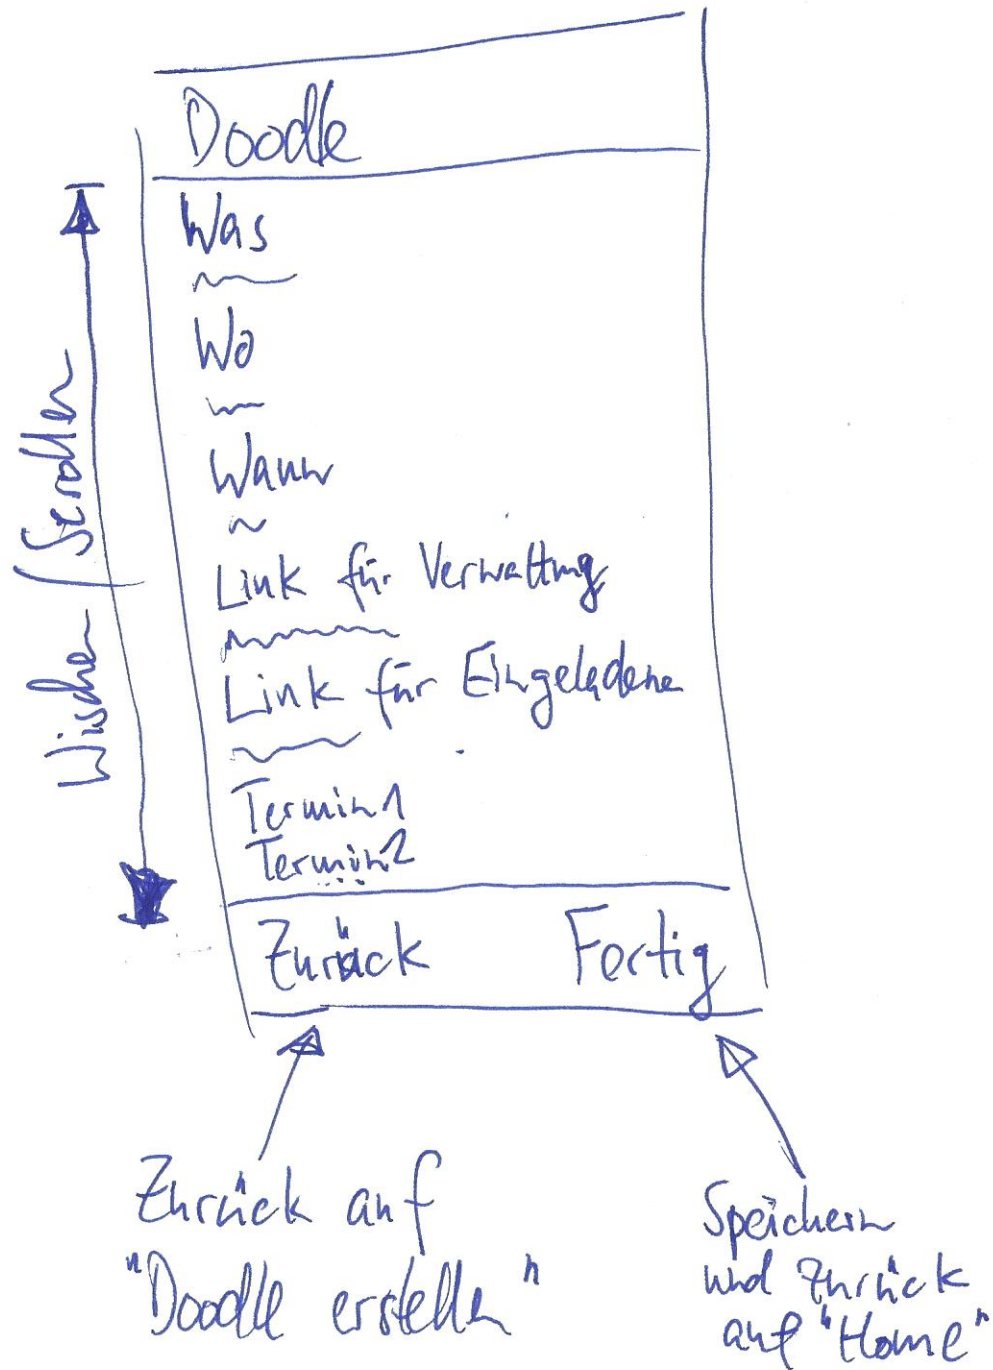 Doodle
Was
Wo
Wann
Link für Verwaltung
Link für Eingeladene
Termin1
Termin2
...
Zurück Fertig
Wischen / Scrollen
Zurück auf
"Doodle erstellen"
Speichern
und zurück
auf "Home"